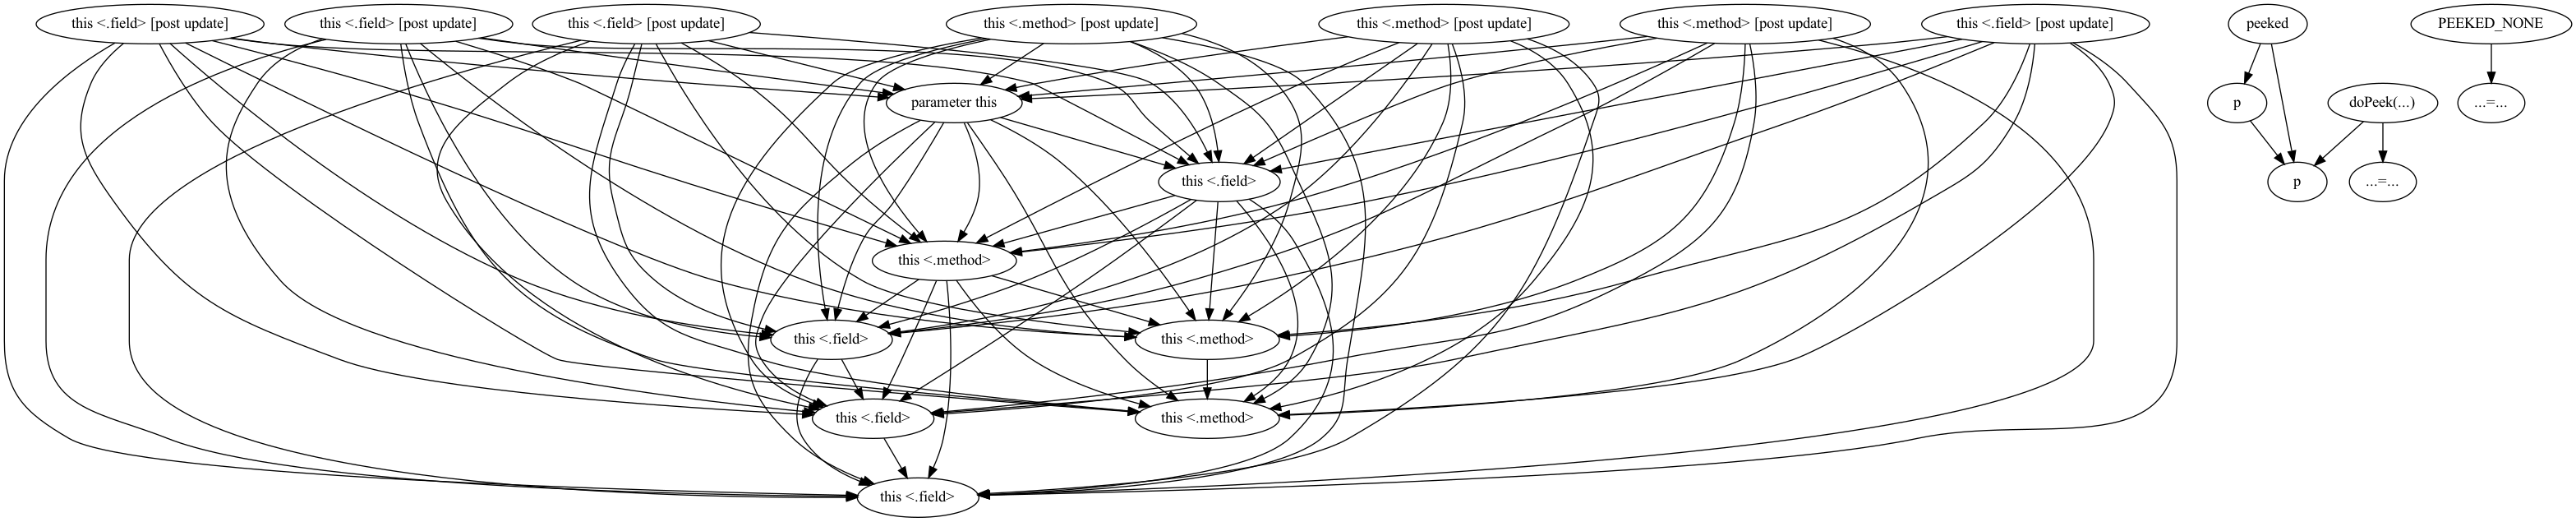 this <.field> [post update]
this <.field> [post update]
this <.field> [post update]
this <.method> [post update]
this <.method> [post update]
this <.method> [post update]
this <.field> [post update]
peeked
PEEKED_NONE
parameter this
p
doPeek(...)
...=...
this <.field>
p
...=...
this <.method>
this <.field>
this <.method>
this <.field>
this <.method>
this <.field>